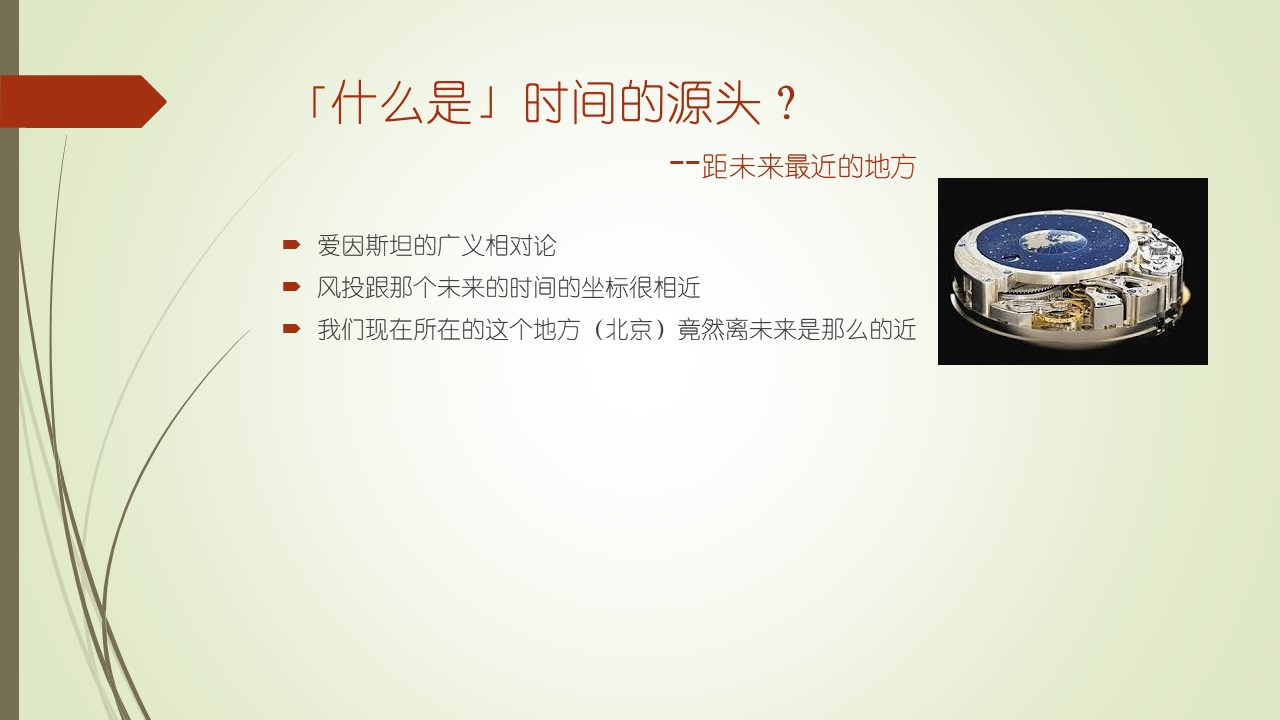 「什么是」时间的源头？
--距未来最近的地方
爱因斯坦的广义相对论
风投跟那个未来的时间的坐标很相近
我们现在所在的这个地方（北京）竟然离未来是那么的近